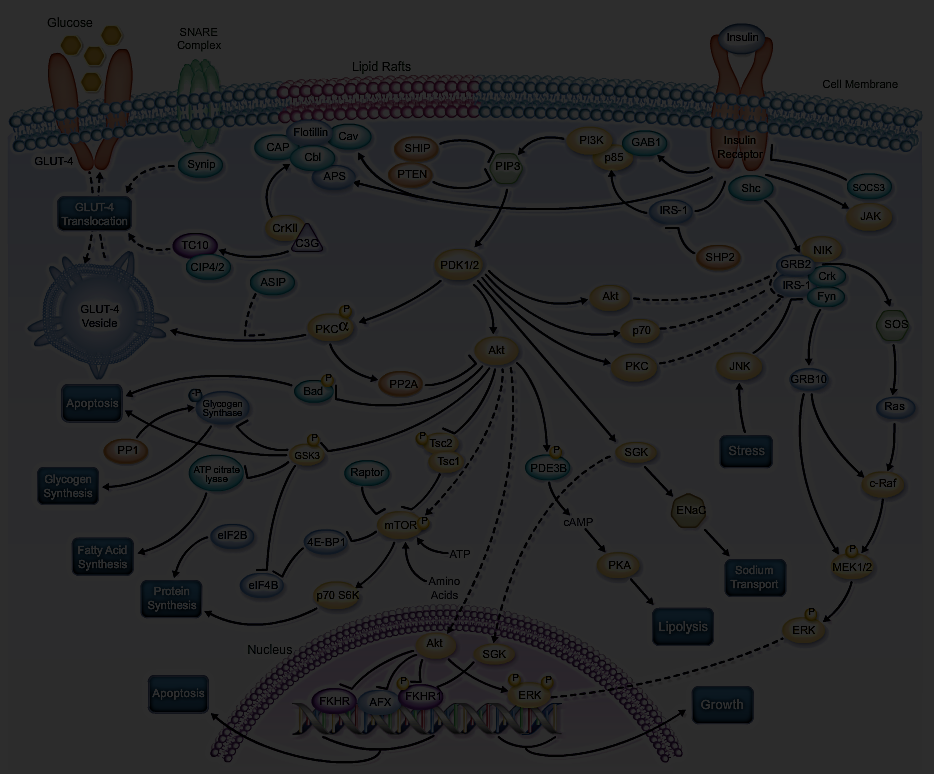 Glucose
SNARE
Complex
Lipid Rafts
Insulin
Cell Membrane
GLUT-4
Synip
CAP
Flotillin
Cav
Cbl
APS
SHIP
PTEN
PIP3
PI3K
p85
GAB1
Insulin
Receptor
Shc
SOCS3
JAK
IRS-1
SHP2
GLUT-4
Translocation
TC10
CIP4/2
CrKII
C3G
ASIP
PDK1/2
NIK
GRB2
IRS-1
Crk
Fyn
SOS
GLUT-4
Vesicle
P
PKCα
Akt
p70
PKC
Akt
JNK
GRB10
Ras
Apoptosis
P
Glycogen
Synthase
P
Bad
PP2A
PP1
P
GSK3
P
Tsc2
Tsc1
P
PDE3B
SGK
Stress
c-Raf
Glycogen
Synthesis
ATP citrate
lyase
Raptor
mTOR
P
cAMP
ENaC
Fatty Acid
Synthesis
eIF2B
4E-BP1
ATP
PKA
Sodium
Transport
P
MEK1/2
Protein
Synthesis
eIF4B
p70 S6K
Amino
Acids
Lipolysis
P
ERK
Nucleus
Akt
SGK
Apoptosis
FKHR
AFX
P
FKHR1
P
P
ERK
Growth